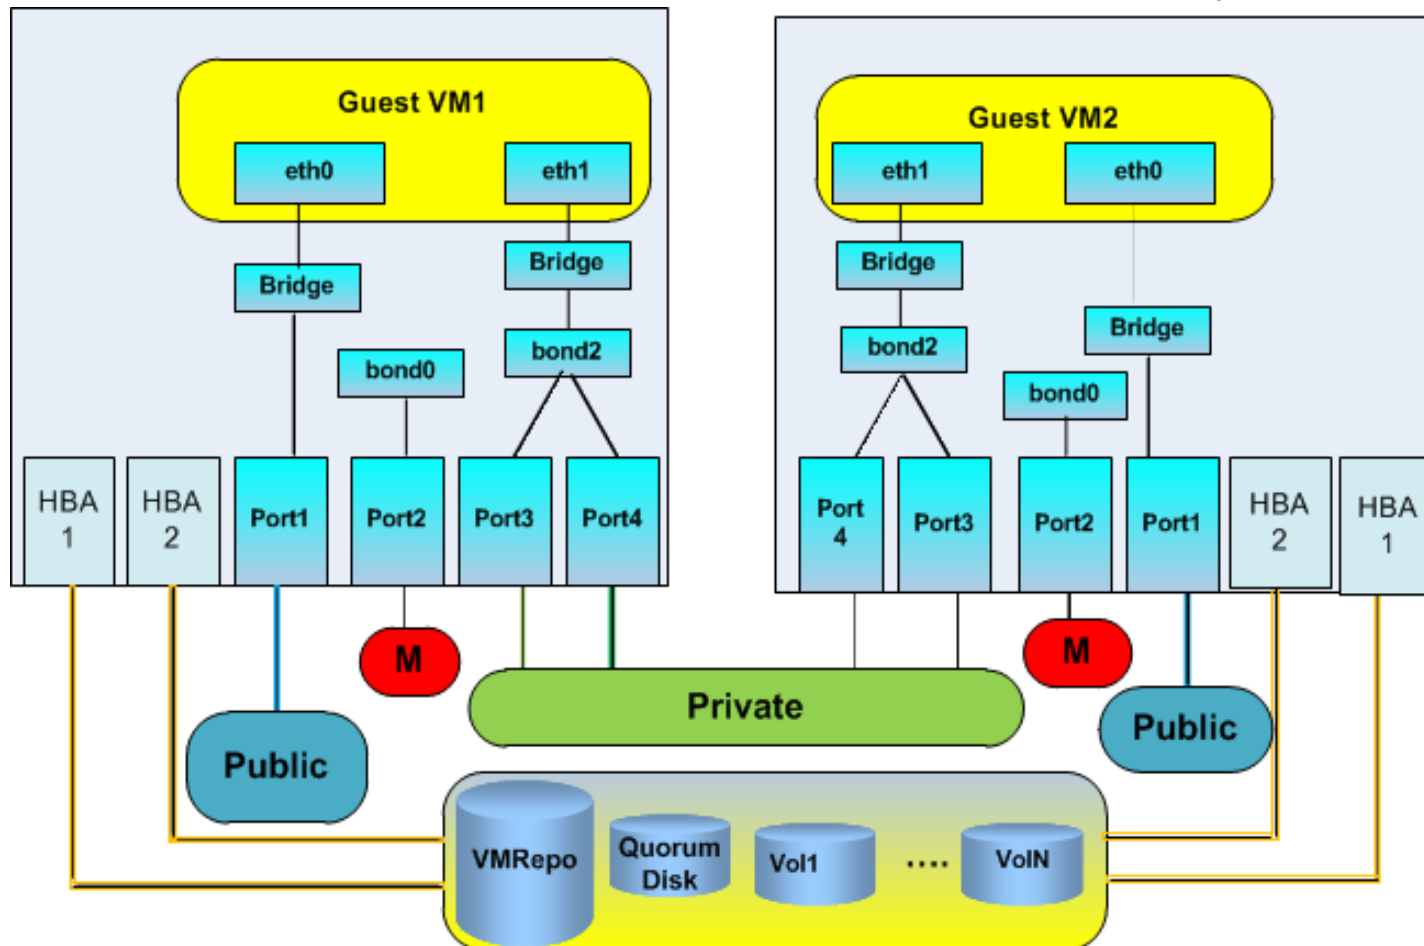 Guest VM1
eth0
eth1
Bridge
Bridge
bond0
bond2
HBA
1
HBA
2
Port1
Port2
Port3
Port4
M
Public
Guest VM2
eth1
eth0
Bridge
Bridge
bond2
bond0
Port
4
Port3
Port2
Port1
HBA
2
HBA
1
M
Public
Private
VMRepo
Quorum
Disk
Vol1
....
VolN